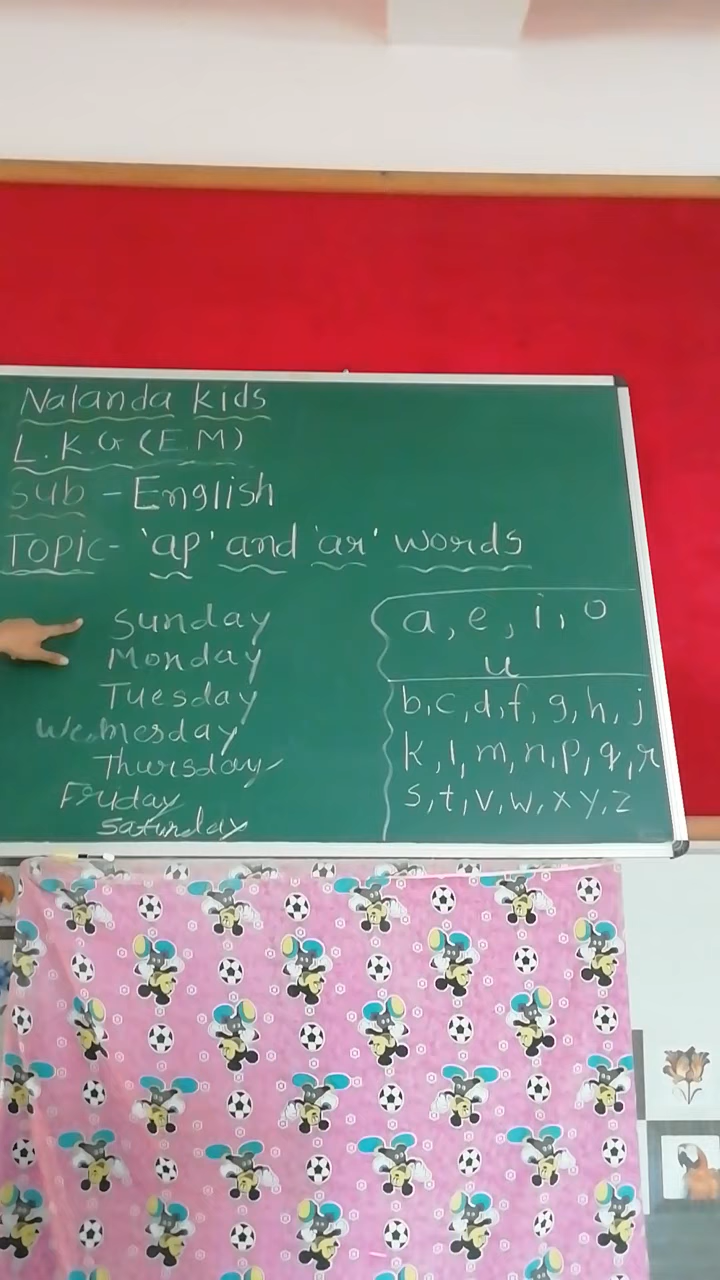 Nalanda kids
L.K.G (E M)
Sub - English
Topic- 'ap' and 'ar' words
Sunday
Monday
Tuesday
Wednesday
Thursday
Friday
Saturday
a, e, i, o
u
b, c, d, f, g, h, j
k, l, m, n, p, q, r
s, t, v, w, x y, z